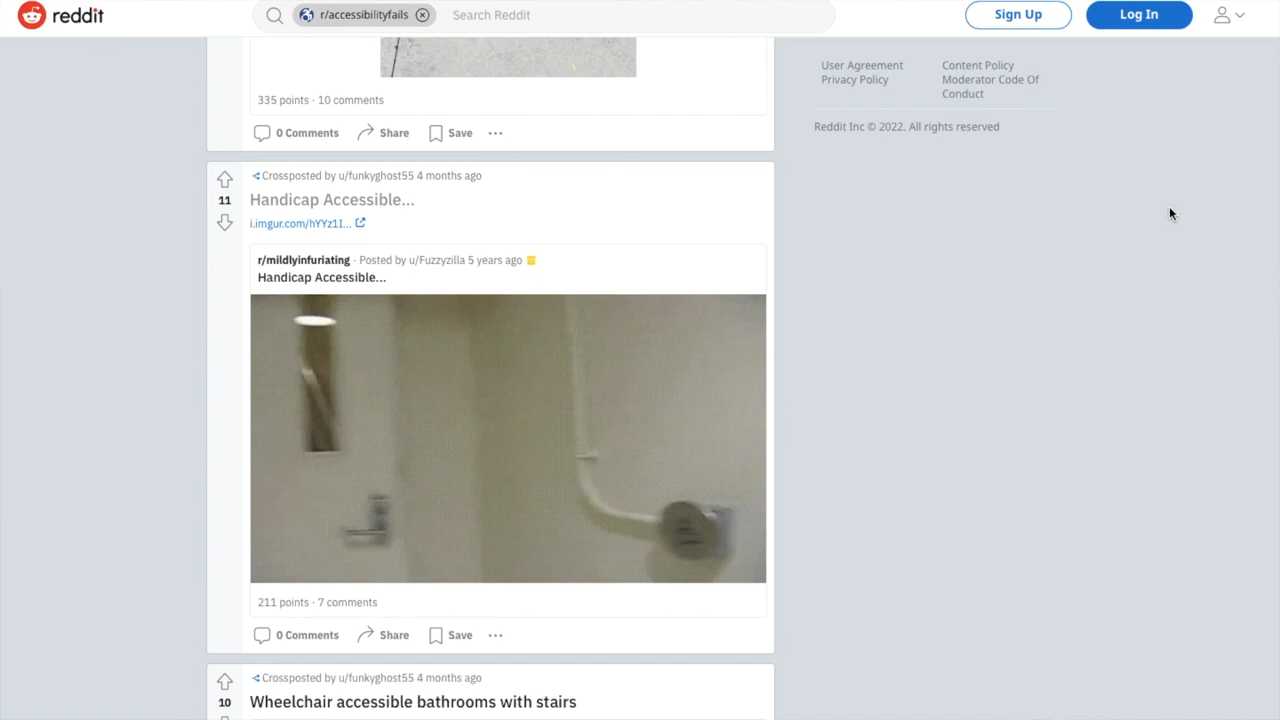 reddit
r/accessibilityfails
Search Reddit
Sign Up
Log In
User Agreement
Privacy Policy
Content Policy
Moderator Code Of
Conduct
Reddit Inc © 2022. All rights reserved
335 points · 10 comments
0 Comments
Share
Save
Crossposted by u/funkyghost55 4 months ago
11
Handicap Accessible...
i.imgur.com/hYYz1I...
r/mildlyinfuriating · Posted by u/Fuzzyzilla 5 years ago
Handicap Accessible...
211 points · 7 comments
0 Comments
Share
Save
Crossposted by u/funkyghost55 4 months ago
10
Wheelchair accessible bathrooms with stairs